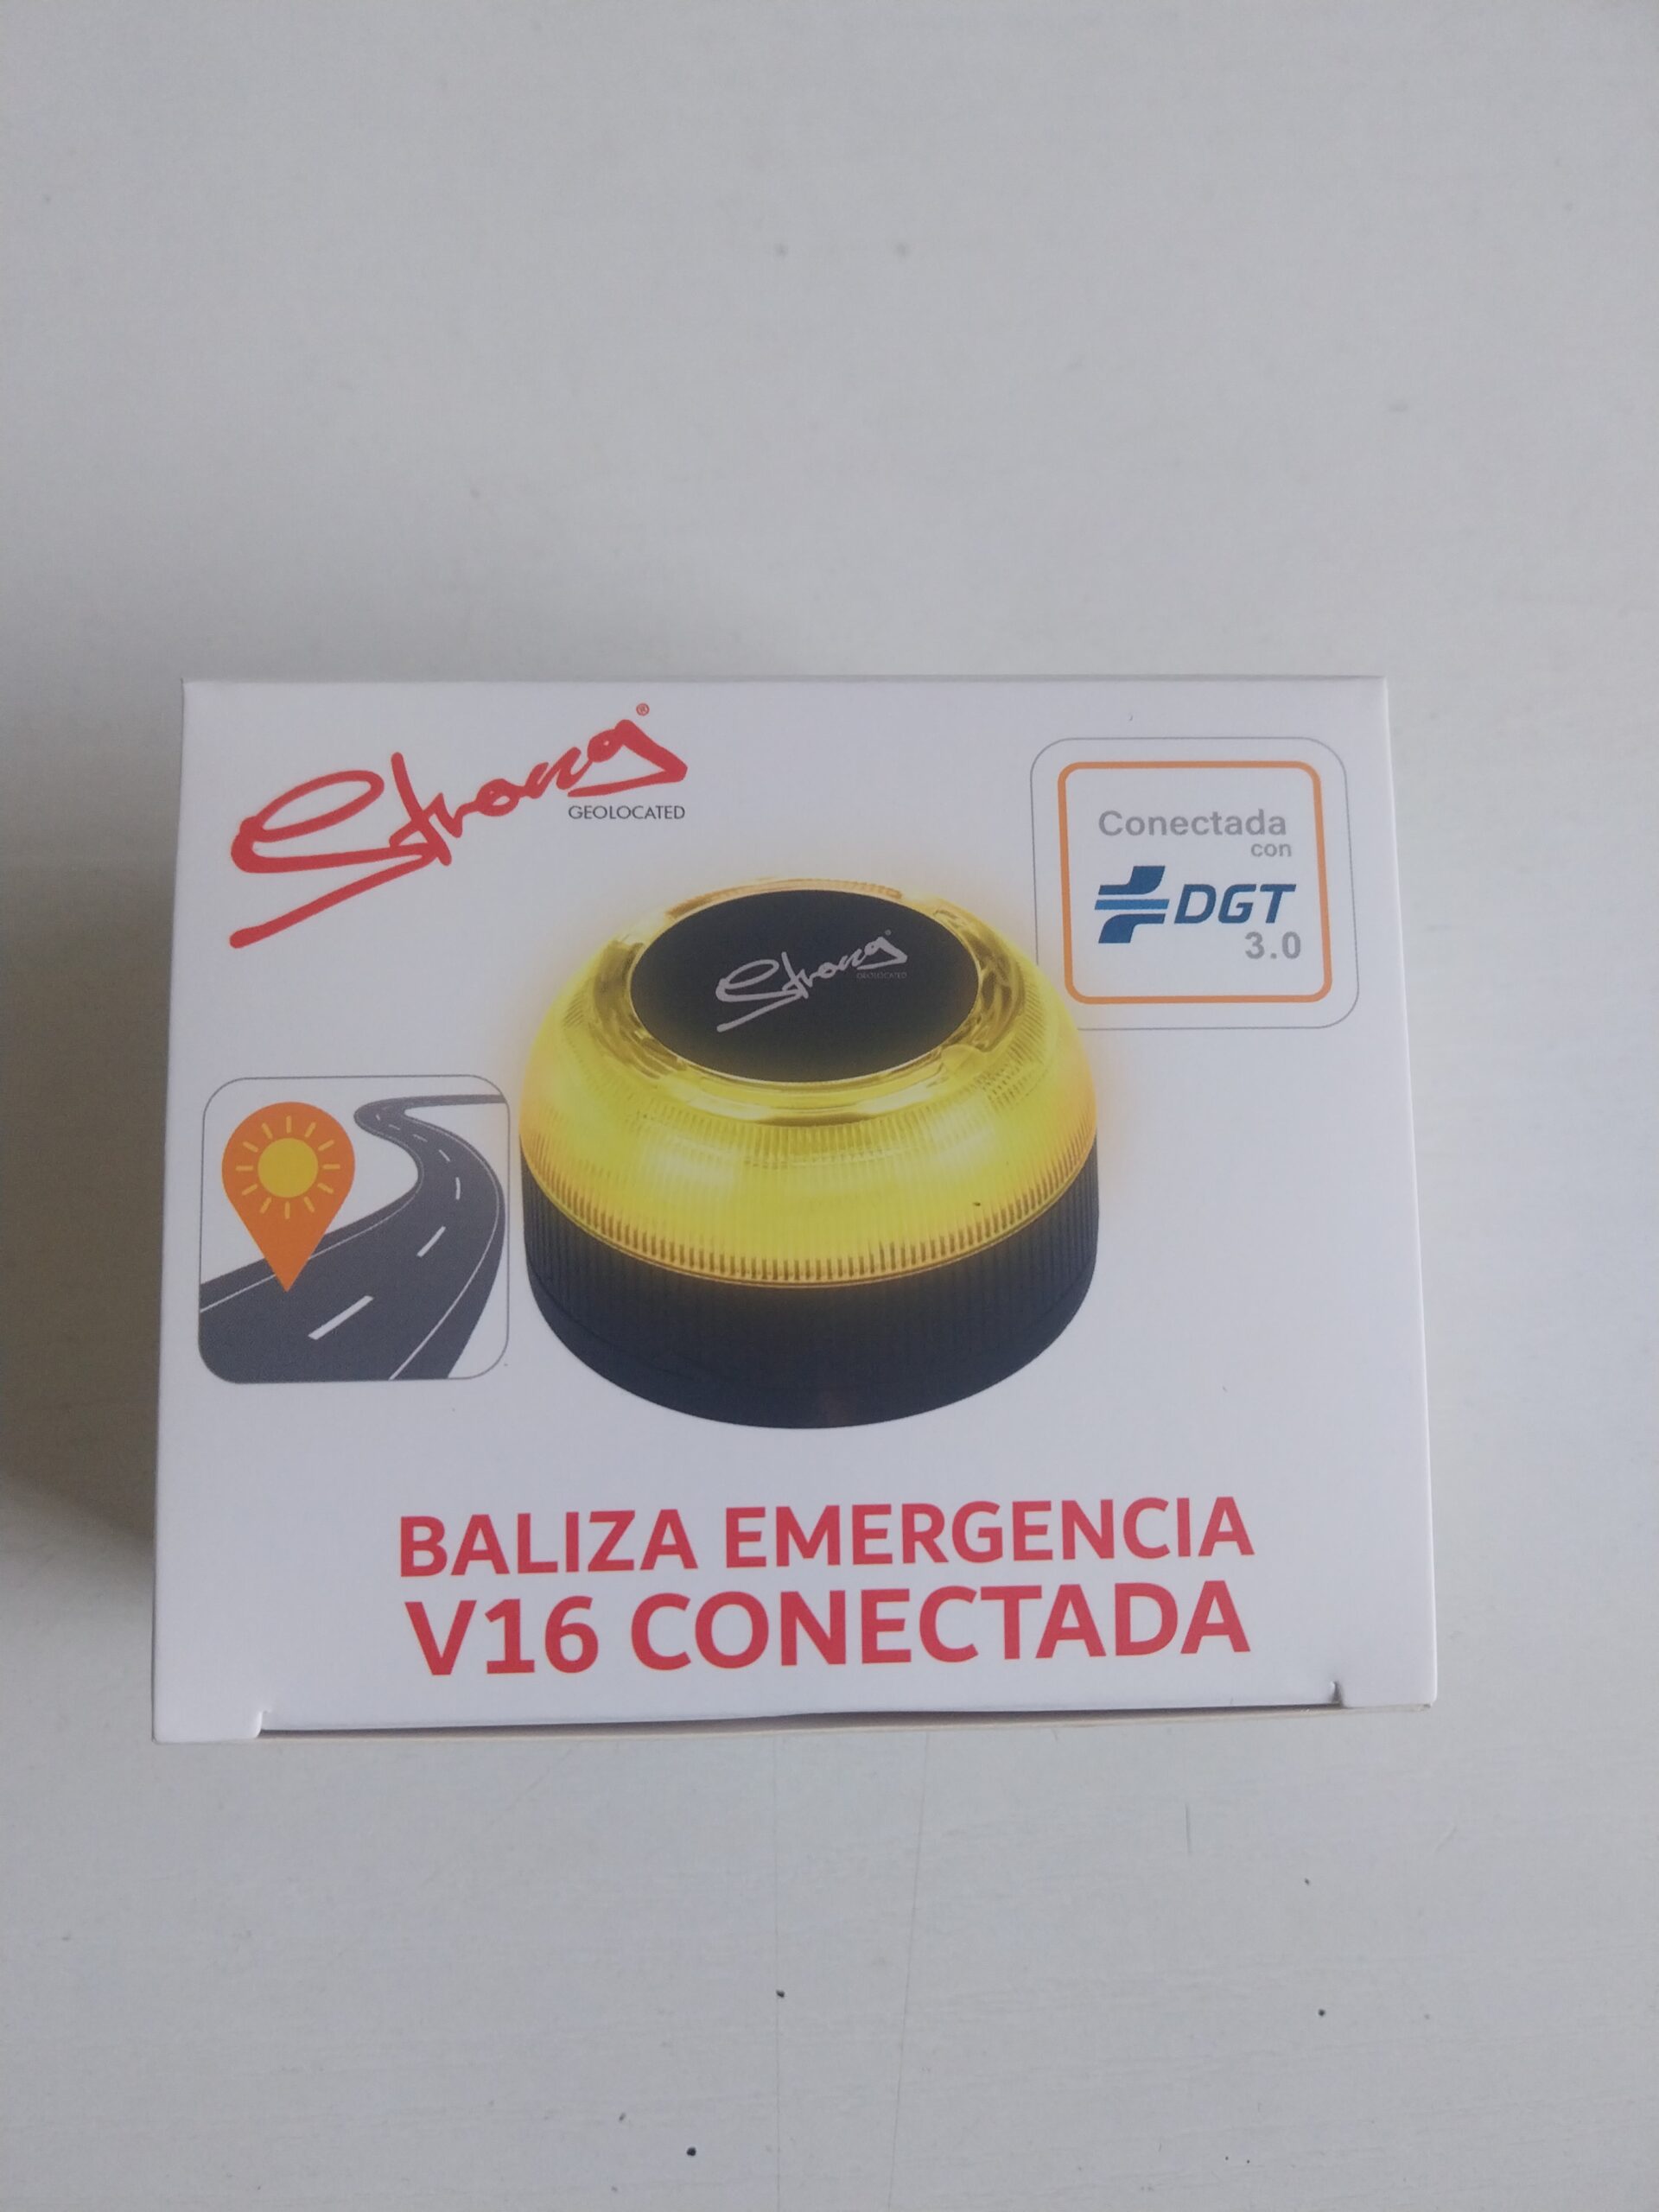 Strong®
GEOLOCATED
Conectada
con
DGT
3.0
Strong®
GEOLOCATED
BALIZA EMERGENCIA
V16 CONECTADA